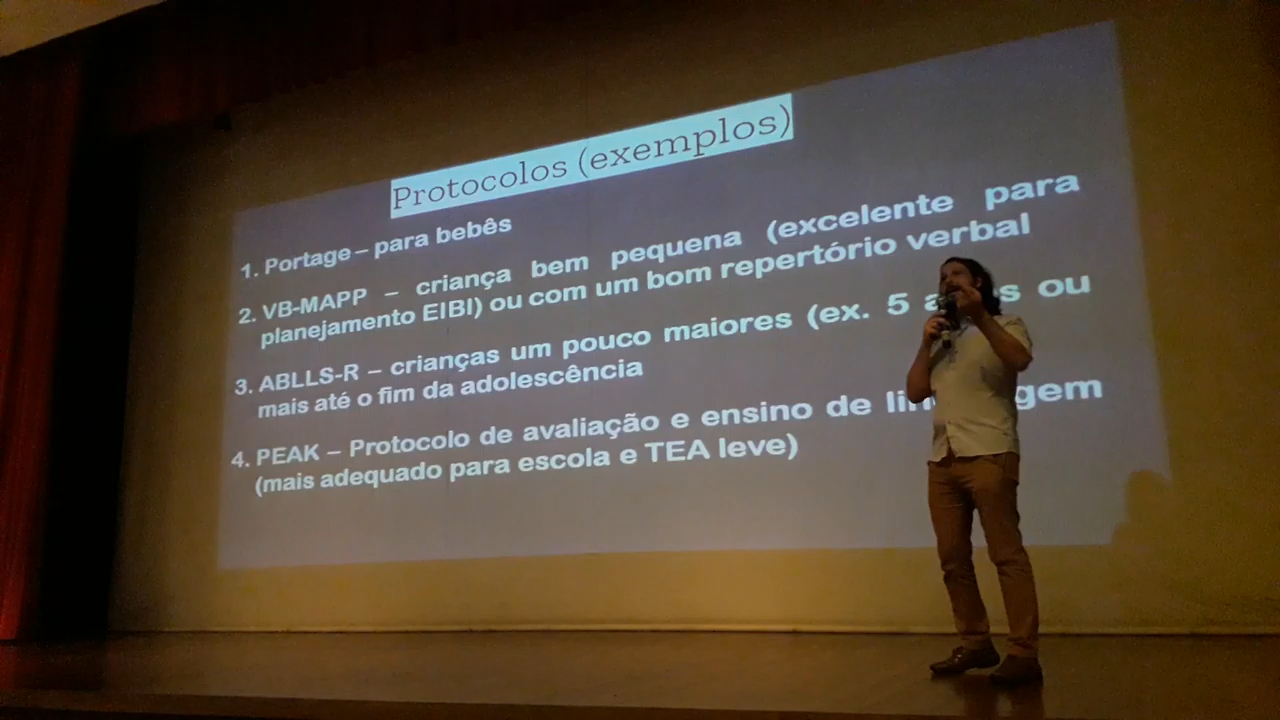 Protocolos (exemplos)
1. Portage – para bebês
2. VB-MAPP – criança bem pequena (excelente para
planejamento EIBI) ou com um bom repertório verbal
3. ABLLS-R – crianças um pouco maiores (ex. 5 ou
mais até o fim da adolescência
4. PEAK – Protocolo de avaliação e ensino de
(mais adequado para escola e TEA leve)